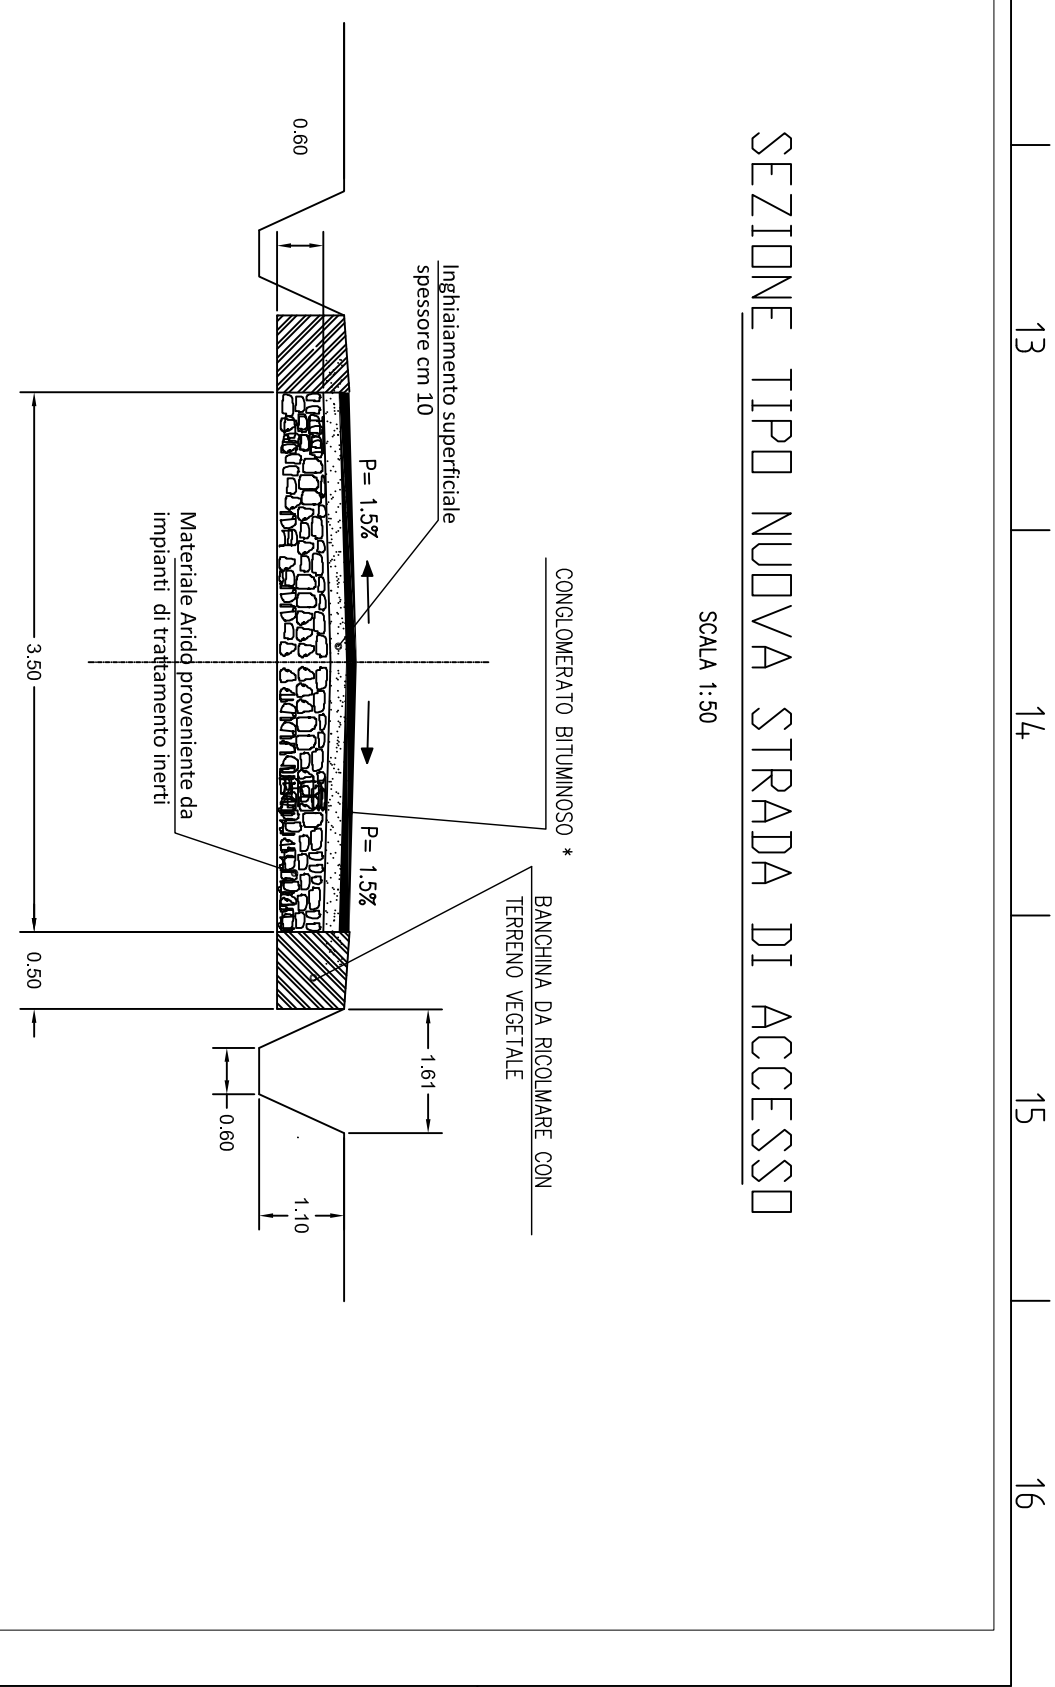 13
14
15
16
SEZIONE TIPO NUOVA STRADA DI ACCESSO
SCALA 1:50
CONGLOMERATO BITUMINOSO *
BANCHINA DA RICOLMARE CON
TERRENO VEGETALE
Inghiaiamento superficiale
spessore cm 10
P= 1.5%
P= 1.5%
1.61
0.60
1.10
0.60
Materiale Arido proveniente da
impianti di trattamento inerti
3.50
0.50